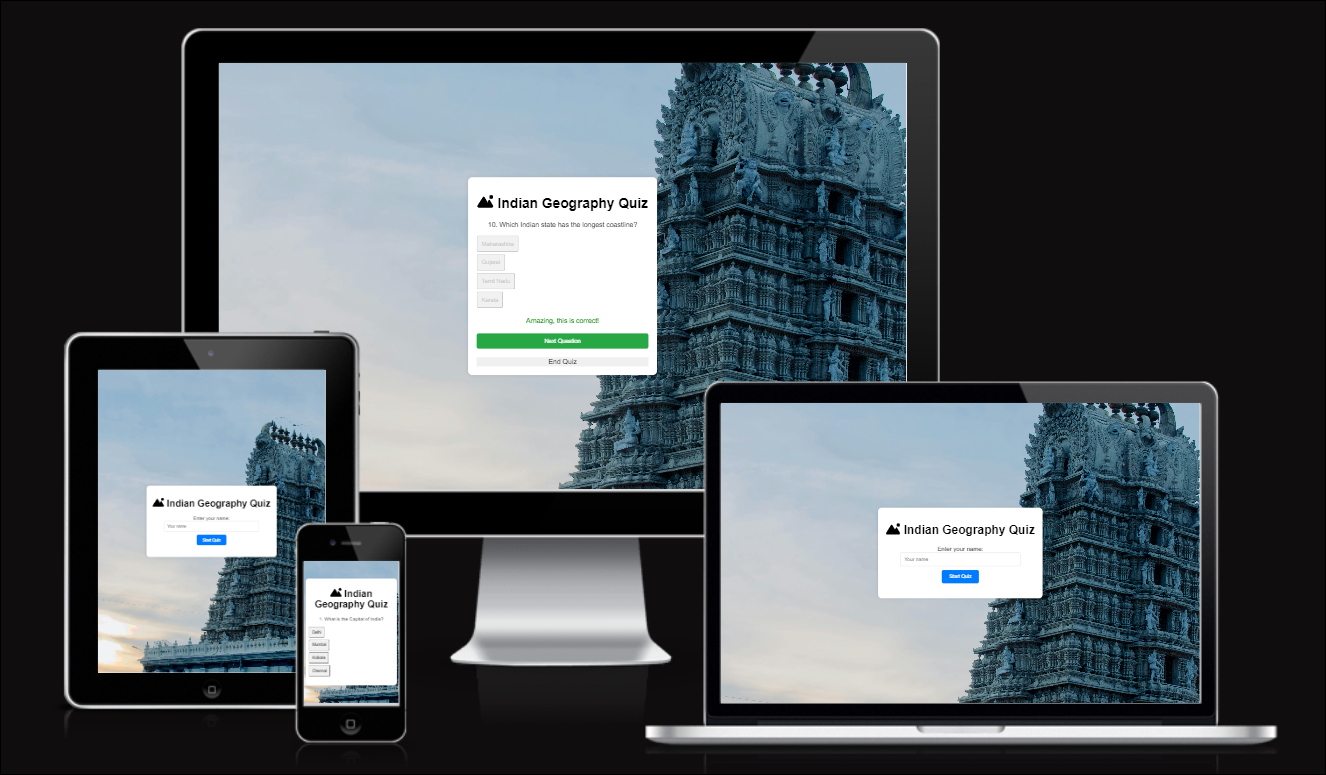 Indian Geography Quiz
10. Which Indian state has the longest coastline?
Maharashtra
Gujarat
Tamil Nadu
Kerala
Amazing, this is correct!
Next Question
End Quiz
Indian Geography Quiz
Enter your name:
Your name
Start Quiz
Indian
Geography Quiz
What is the Capital of India?
Delhi
Mumbai
Kolkata
Chennai
Indian Geography Quiz
Enter your name:
Your name
Start Quiz